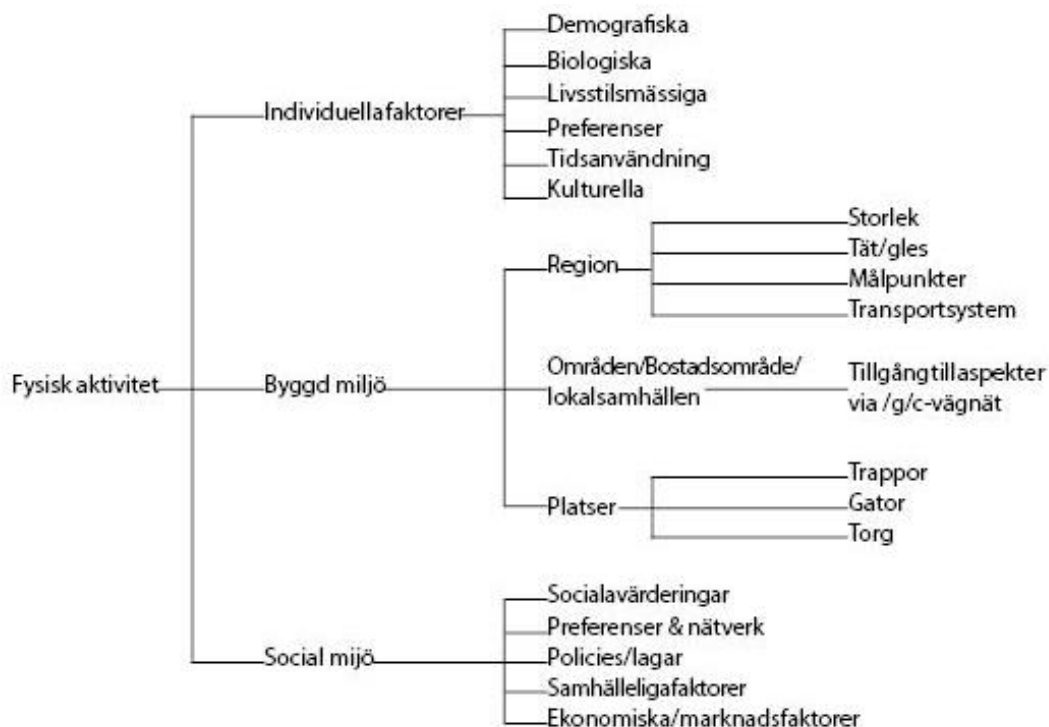 Demografiska
Biologiska
Livsstilsmässiga
Individuellafaktorer
Preferenser
Tidsanvändning
Kulturella
Storlek
Tät/gles
Region
Målpunkter
Transportsystem
Fysisk aktivitet
Byggd miljö
Områden/Bostadsområde/
lokalsamhällen
Tillgångtillaspekter
via /g/c-vägnät
Trappor
Platser
Gator
Torg
Socialavärderingar
Preferenser & nätverk
Social mijö
Policies/lagar
Samhälleligafaktorer
Ekonomiska/marknadsfaktorer